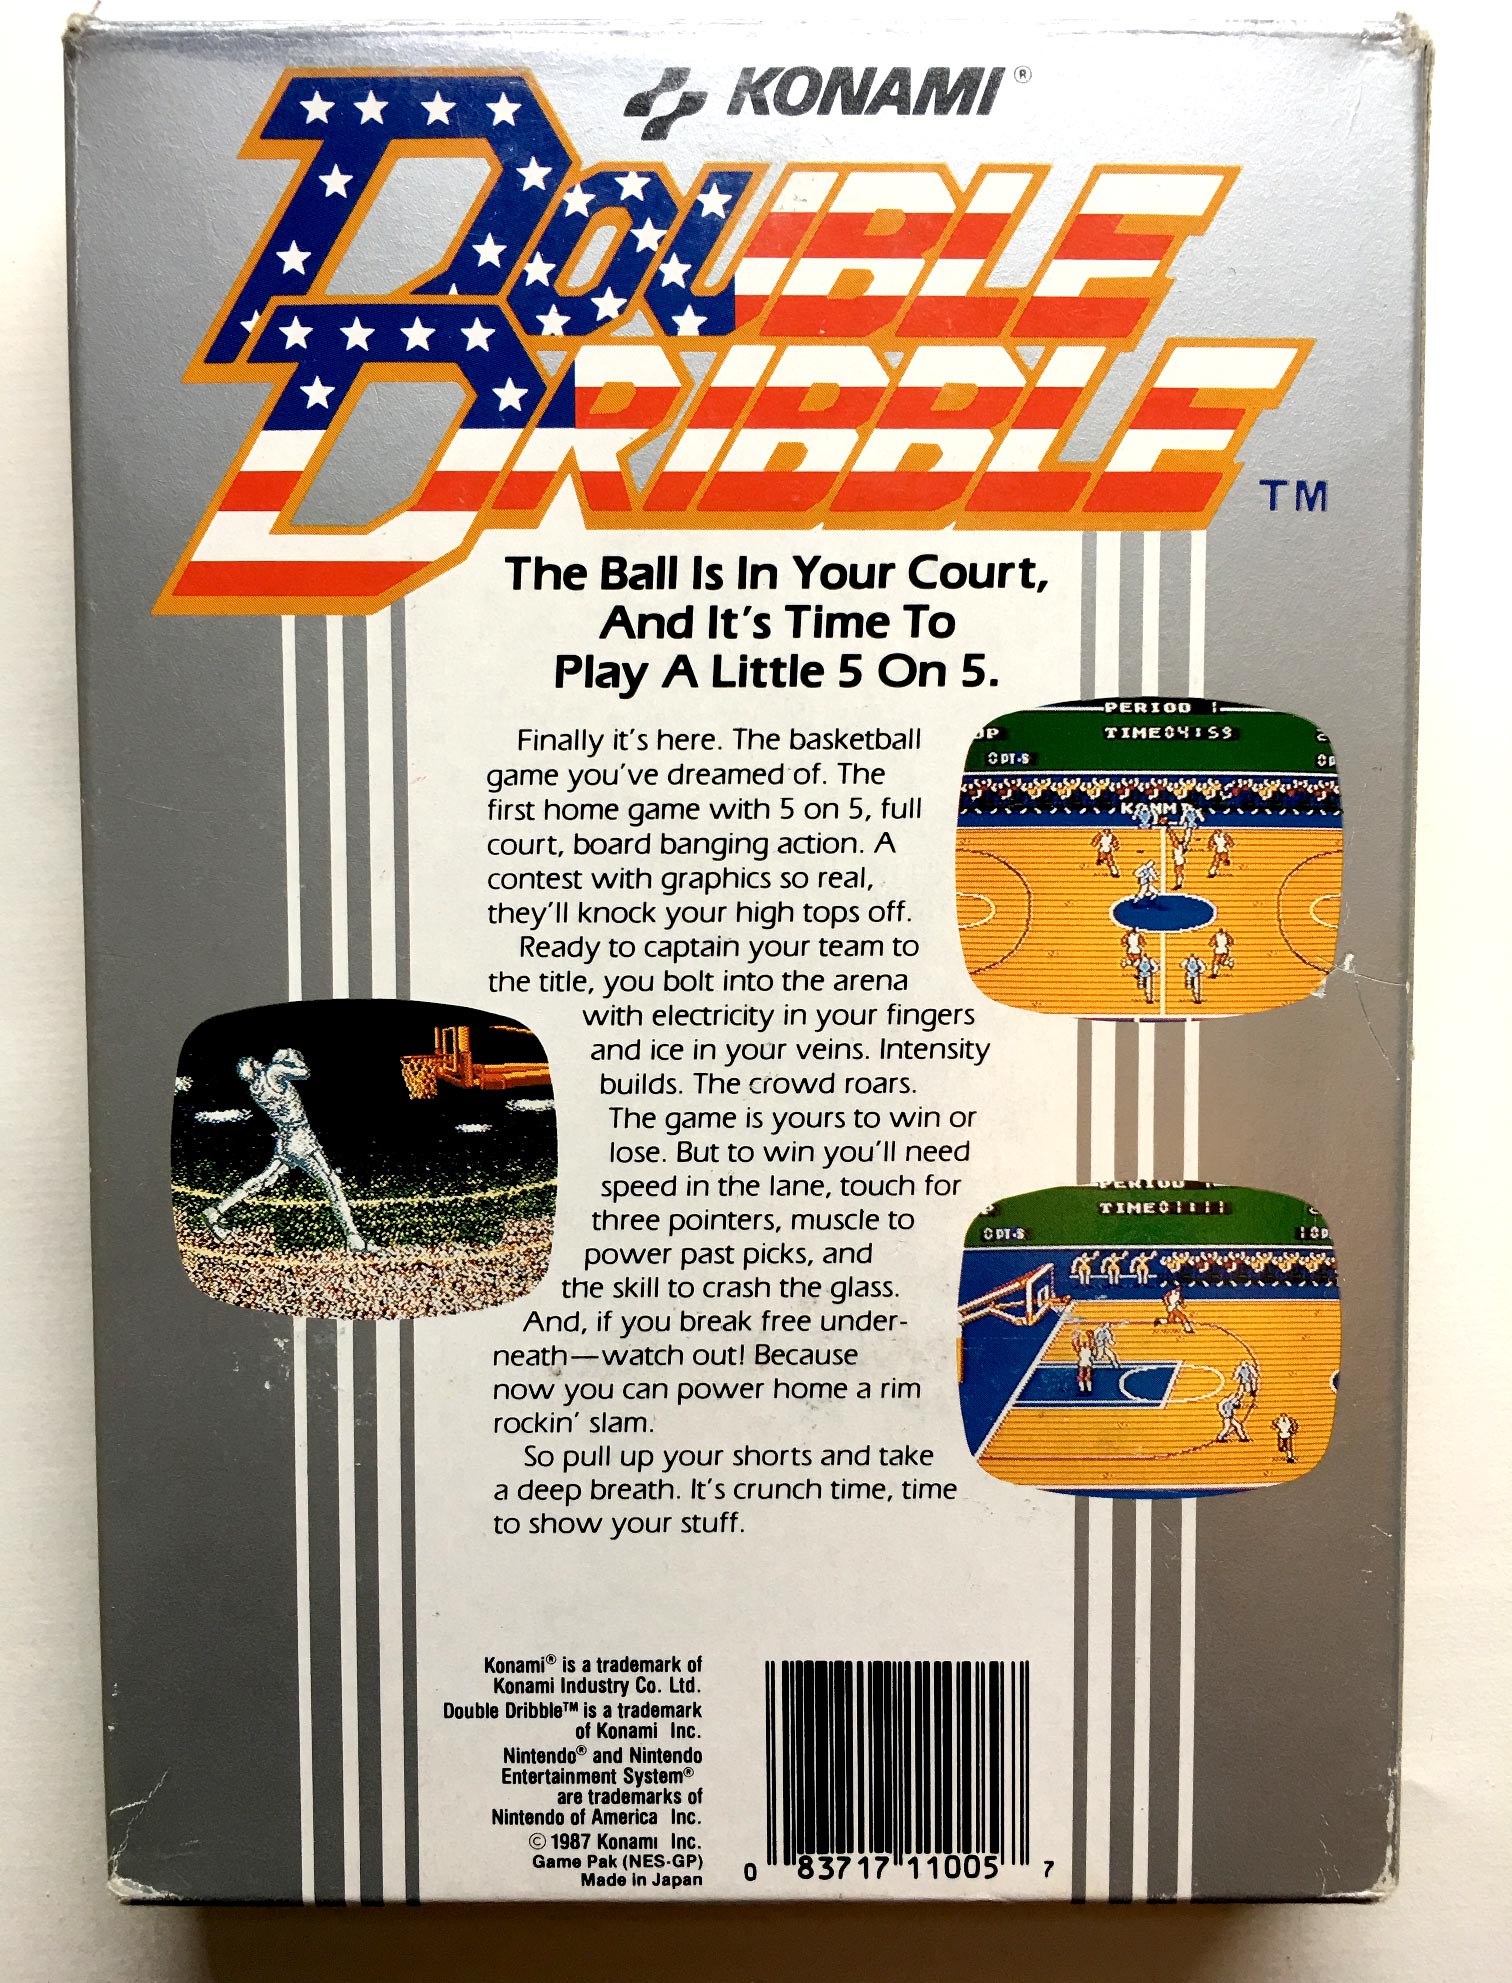 KONAMI®
DOUBLE
DRIBBLE™
The Ball Is In Your Court,
And It's Time To
Play A Little 5 On 5.
Finally it's here. The basketball
game you've dreamed of. The
first home game with 5 on 5, full
court, board banging action. A
contest with graphics so real,
they'll knock your high tops off.
Ready to captain your team to
the title, you bolt into the arena
with electricity in your fingers
and ice in your veins. Intensity
builds. The crowd roars.
The game is yours to win or
lose. But to win you'll need
speed in the lane, touch for
three pointers, muscle to
power past picks, and
the skill to crash the glass.
And, if you break free under-
neath—watch out! Because
now you can power home a rim
rockin' slam.
So pull up your shorts and take
a deep breath. It's crunch time, time
to show your stuff.
PERIOD 1
TIME04:59
0PT.S
TIME01:11
0PT.S
Konami® is a trademark of
Konami Industry Co. Ltd.
Double Dribble™ is a trademark
of Konami Inc.
Nintendo® and Nintendo
Entertainment System®
are trademarks of
Nintendo of America Inc.
© 1987 Konami Inc.
Game Pak (NES-GP)
Made in Japan
0 83717 11005 7